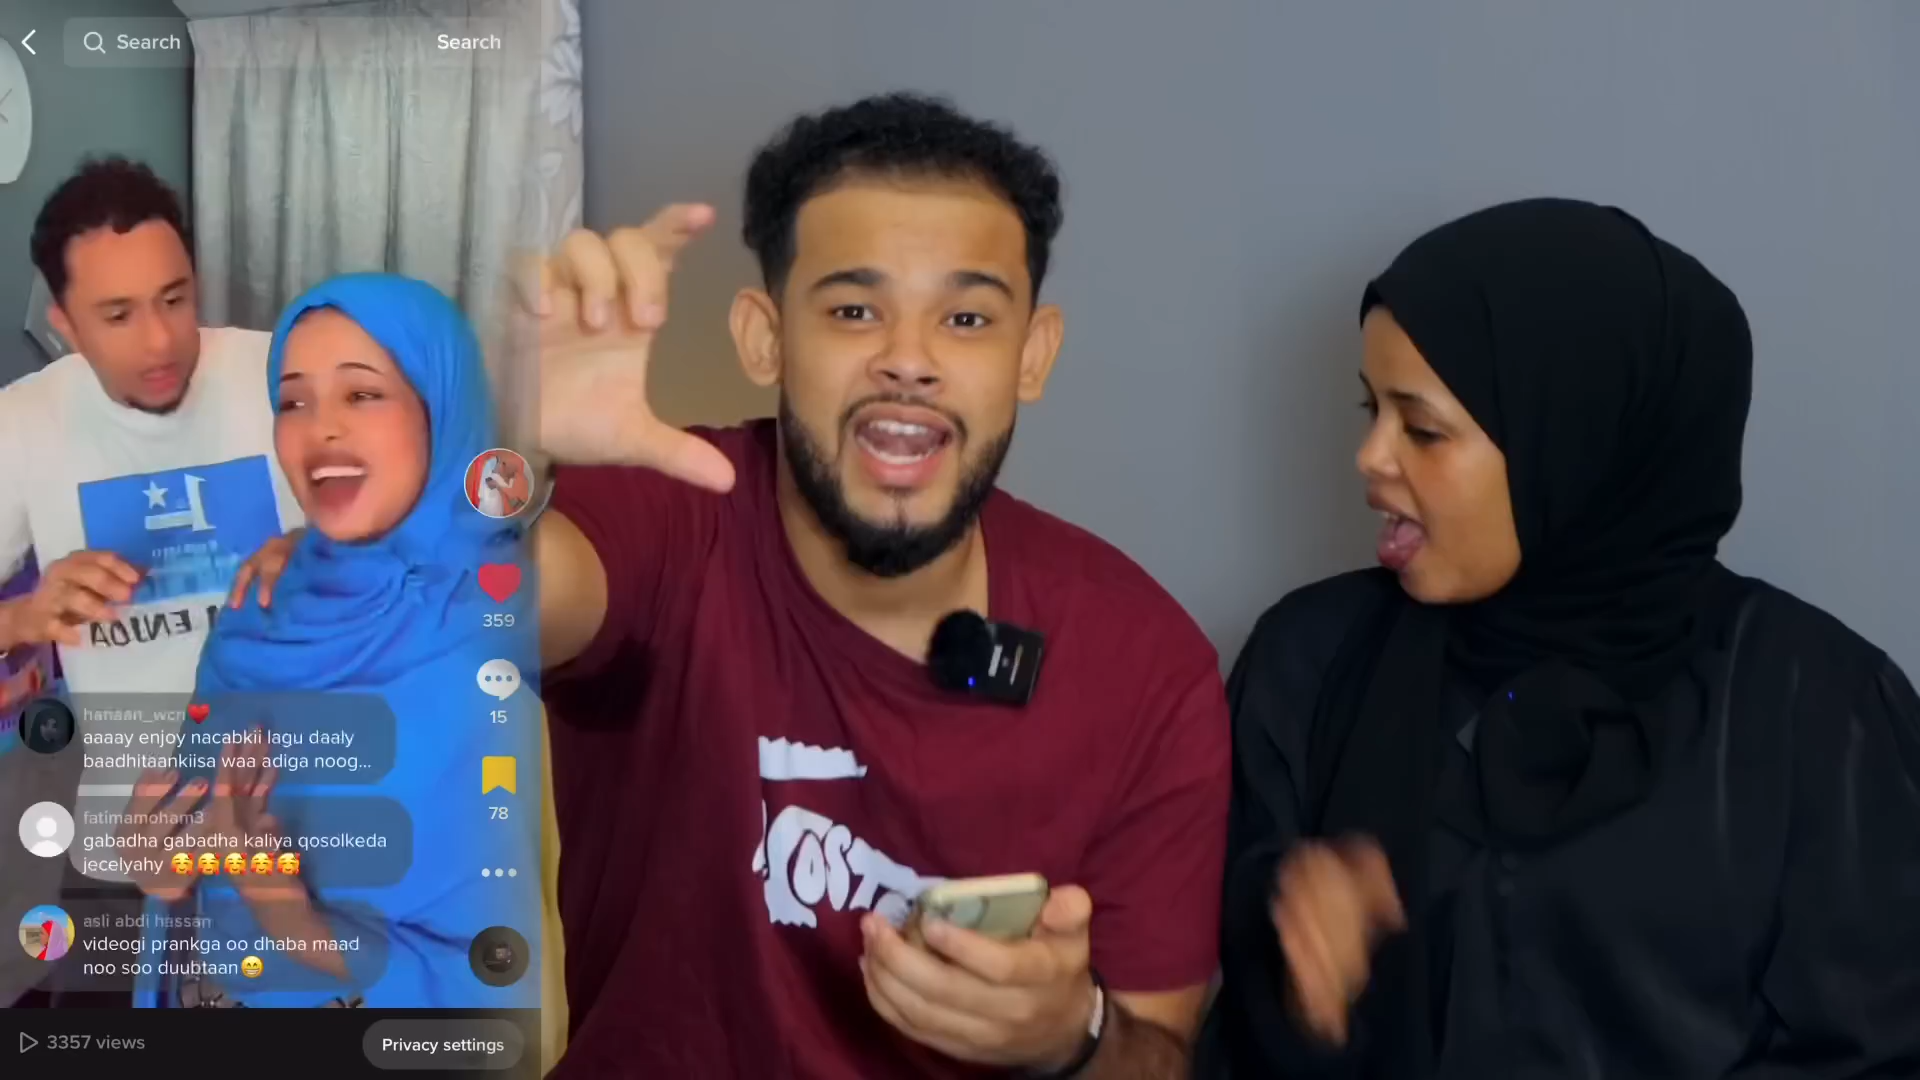 Search
Search
359
15
78
hanaan_wcn❤️
aaaay enjoy nacabkii lagu daaly
baadhitaankiisa waa adiga noog...
fatimamoham3
gabadha gabadha kaliya qosolkeda
jecelyahy 🥰🥰🥰🥰🥰
asli abdi hassan
videogi prankga oo dhaba maad
noo soo duubtaan😁
3357 views
Privacy settings